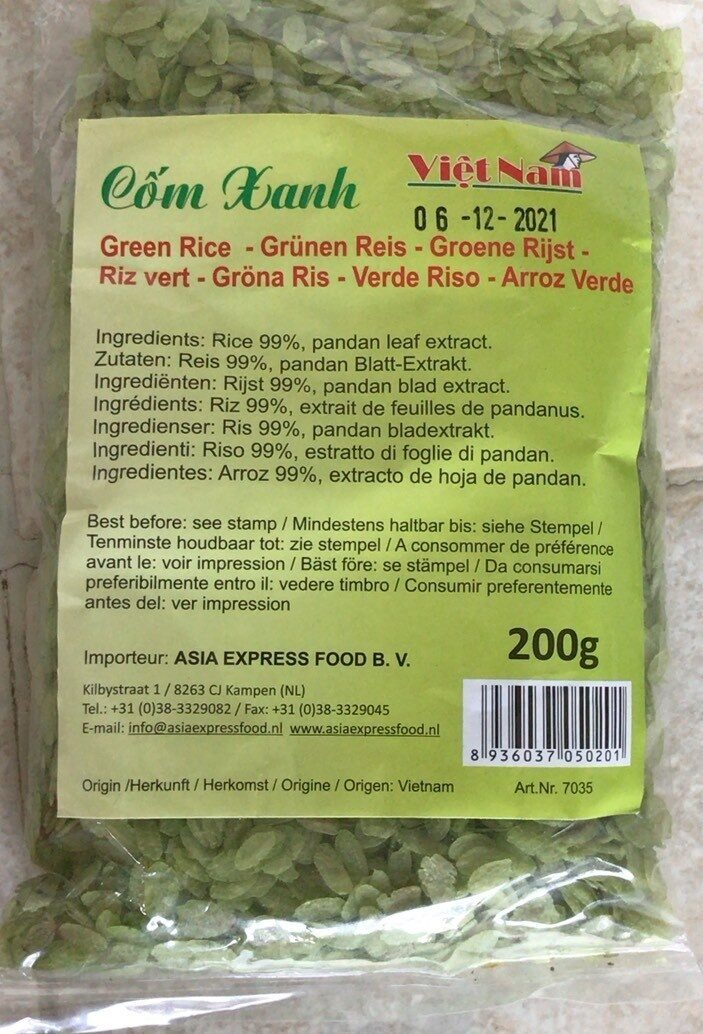 Cốm Xanh
Việt Nam
06-12-2021
Green Rice - Grünen Reis - Groene Rijst -
Riz vert - Gröna Ris - Verde Riso - Arroz Verde
Ingredients: Rice 99%, pandan leaf extract.
Zutaten: Reis 99%, pandan Blatt-Extrakt.
Ingrediënten: Rijst 99%, pandan blad extract.
Ingrédients: Riz 99%, extrait de feuilles de pandanus.
Ingredienser: Ris 99%, pandan bladextrakt.
Ingredienti: Riso 99%, estratto di foglie di pandan.
Ingredientes: Arroz 99%, extracto de hoja de pandan.
Best before: see stamp / Mindestens haltbar bis: siehe Stempel /
Tenminste houdbaar tot: zie stempel / A consommer de préférence
avant le: voir impression / Bäst före: se stämpel / Da consumarsi
preferibilmente entro il: vedere timbro / Consumir preferentemente
antes del: ver impression
200g
Importeur: ASIA EXPRESS FOOD B. V.
Kilbystraat 1 / 8263 CJ Kampen (NL)
Tel.: +31 (0)38-3329082 / Fax: +31 (0)38-3329045
E-mail: info@asiaexpressfood.nl www.asiaexpressfood.nl
8 936037 050201
Origin /Herkunft / Herkomst / Origine / Origen: Vietnam
Art.Nr. 7035